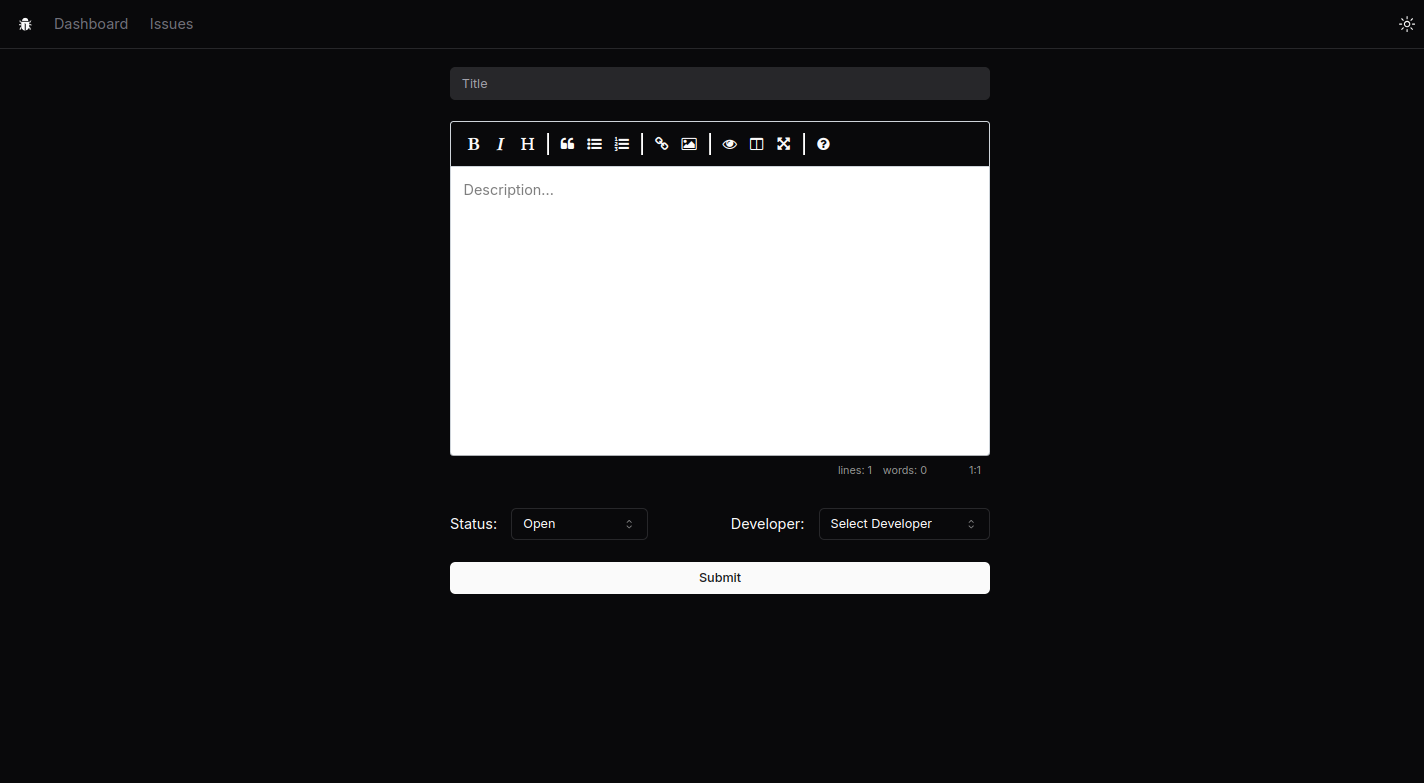 Dashboard Issues
Title
B I H
Description...
lines: 1 words: 0 1:1
Status: Open Developer: Select Developer
Submit